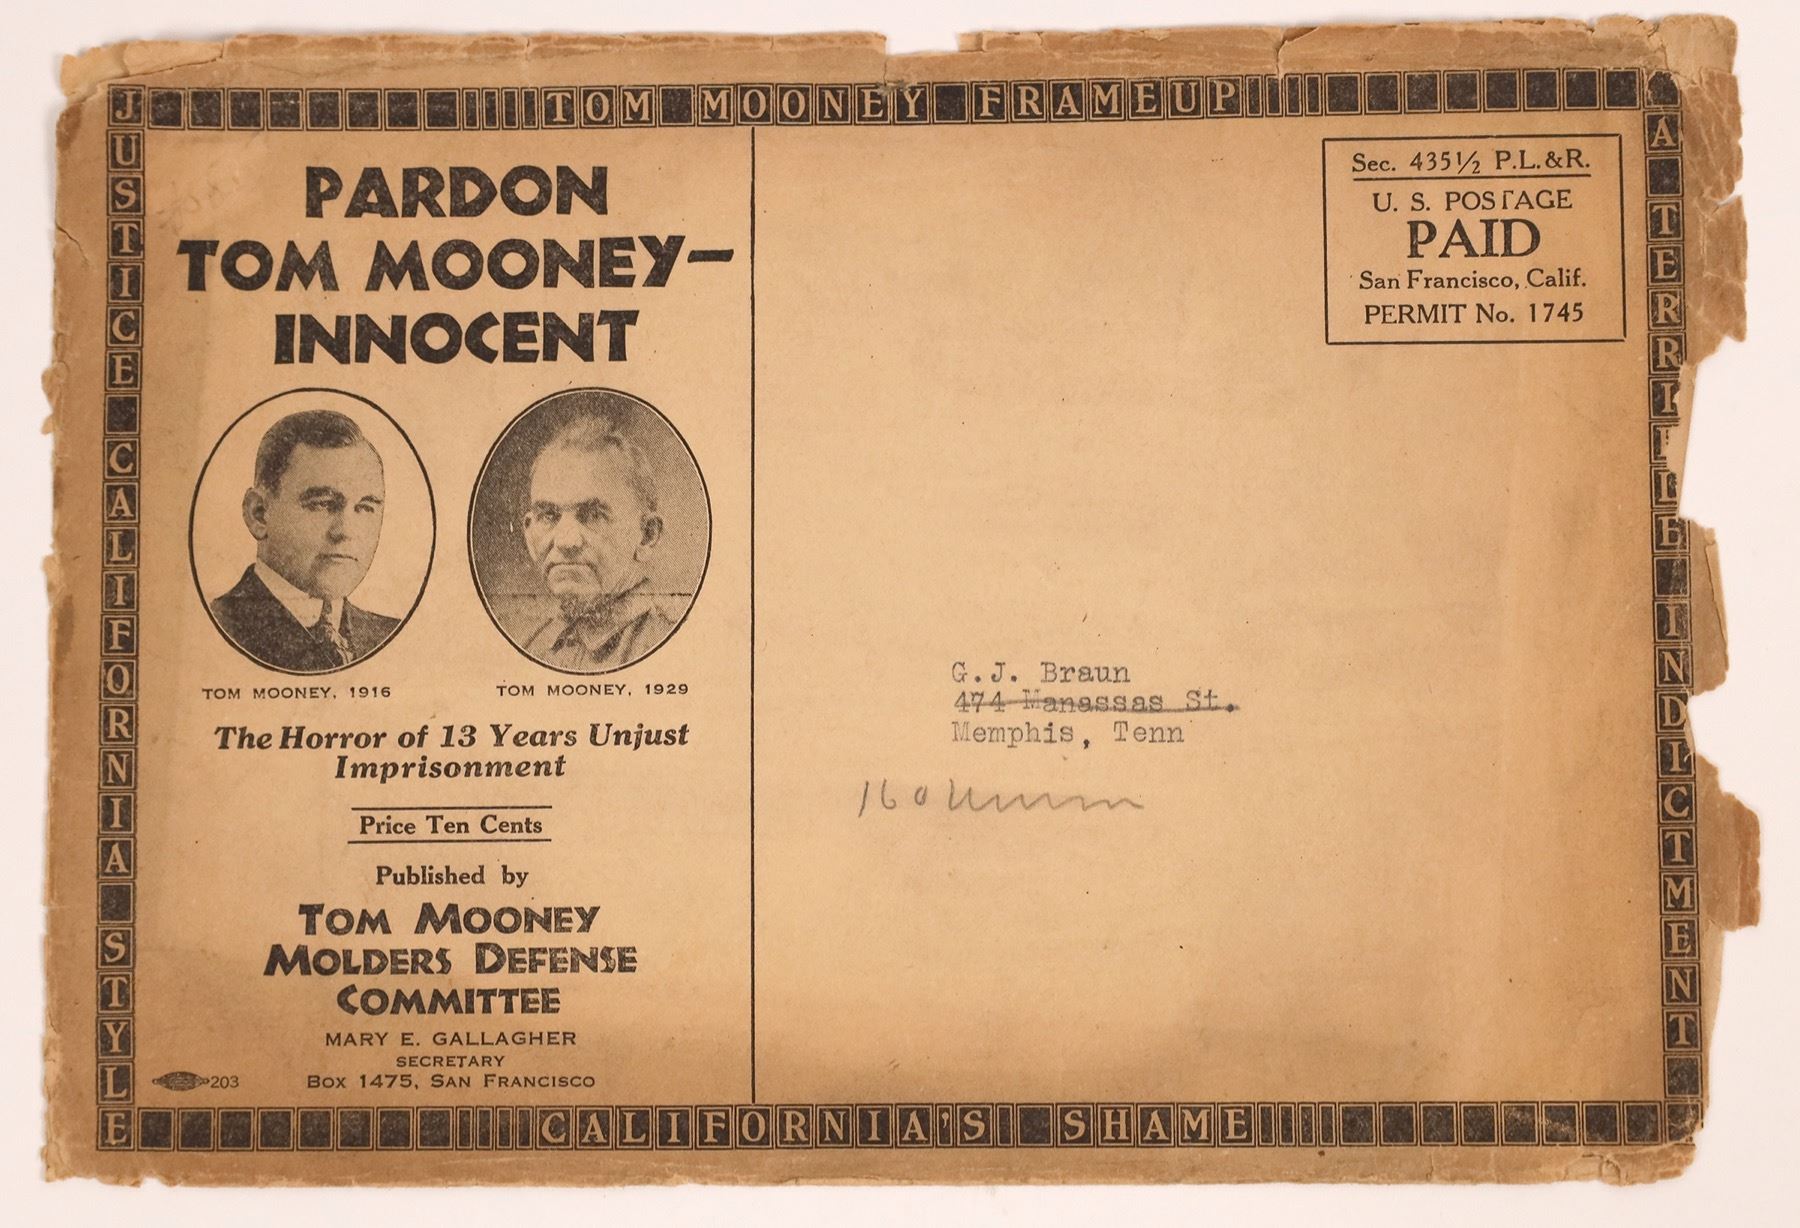 TOM MOONEY FRAMEUP
JUSTICE CALIFORNIA STYLE
PARDON
TOM MOONEY—
INNOCENT
TOM MOONEY, 1916
TOM MOONEY, 1929
The Horror of 13 Years Unjust
Imprisonment
Price Ten Cents
Published by
TOM MOONEY
MOLDERS DEFENSE
COMMITTEE
MARY E. GALLAGHER
SECRETARY
BOX 1475, SAN FRANCISCO
203
Sec. 435½ P.L.&R.
U. S. POSTAGE
PAID
San Francisco, Calif.
PERMIT No. 1745
G.J. Braun
474 Manassas St.
Memphis, Tenn
160
A TERRIBLE INDICTMENT
CALIFORNIA'S SHAME